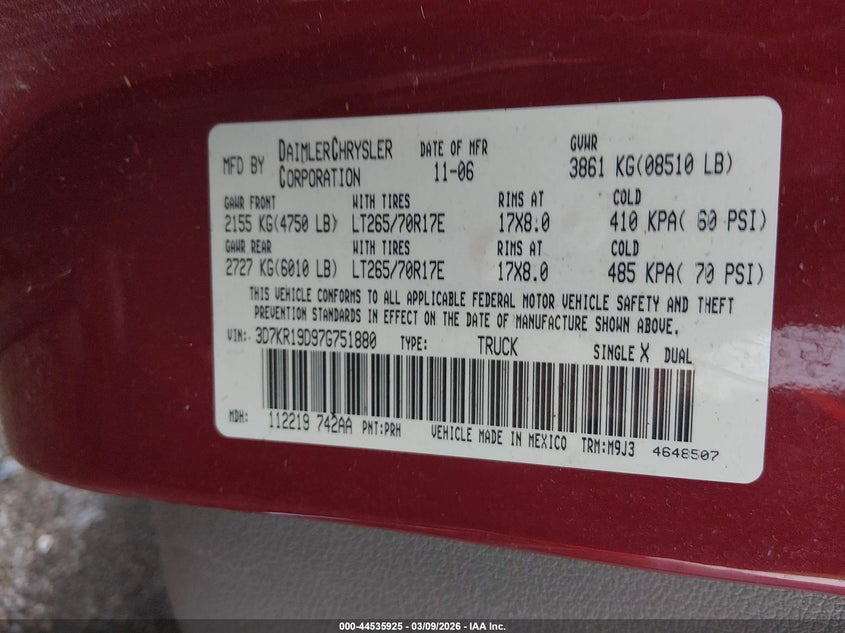 MFD BY DAIMLERCHRYSLER CORPORATION DATE OF MFR 11-06 GVWR 3861 KG(08510 LB)
GAWR FRONT WITH TIRES RIMS AT COLD
2155 KG(4750 LB) LT265/70R17E 17X8.0 410 KPA( 60 PSI)
GAWR REAR WITH TIRES RIMS AT COLD
2727 KG(6010 LB) LT265/70R17E 17X8.0 485 KPA( 70 PSI)
THIS VEHICLE CONFORMS TO ALL APPLICABLE FEDERAL MOTOR VEHICLE SAFETY AND THEFT
PREVENTION STANDARDS IN EFFECT ON THE DATE OF MANUFACTURE SHOWN ABOVE.
VIN: 3D7KR19D97G751880 TYPE: TRUCK SINGLE X DUAL
MDH: 112219 742AA PNT:PRH VEHICLE MADE IN MEXICO TRM:M9J3 4648507
000-44535925 - 03/09/2026 - IAA Inc.